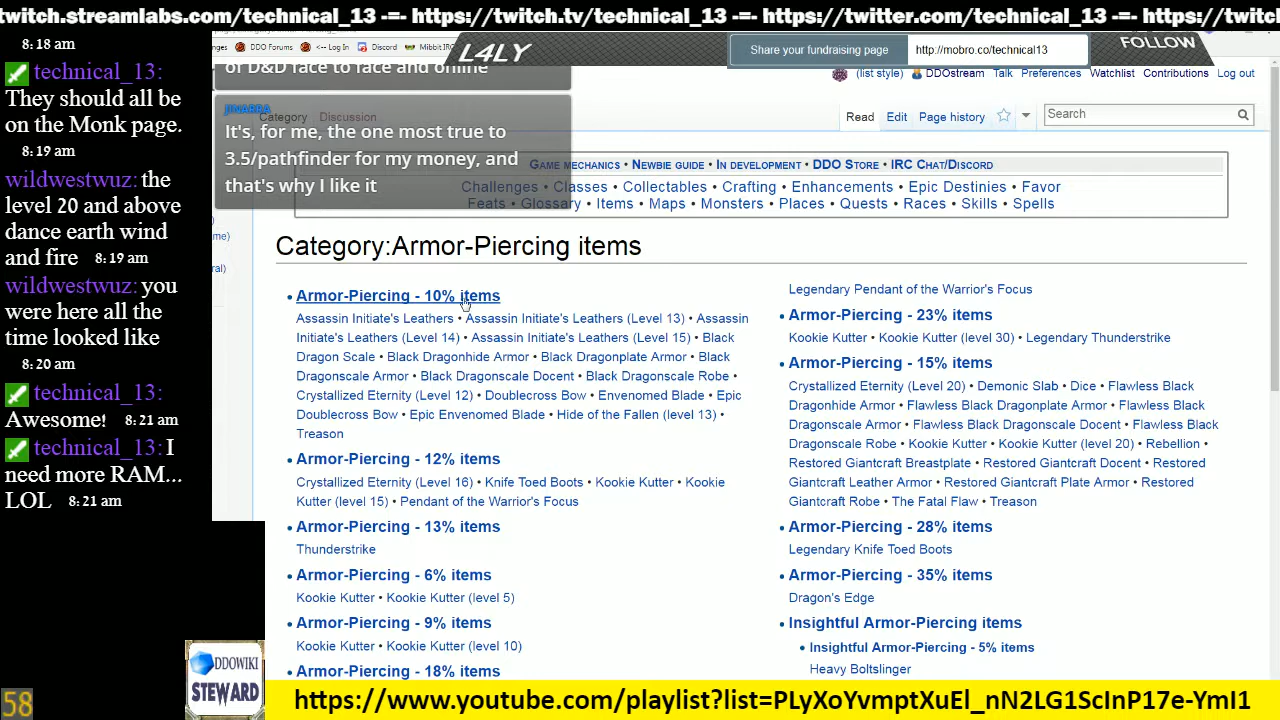 twitch.streamlabs.com/technical_13 -=- https://twitch.tv/technical_13 -=- https://twitter.com/technical_13 -=- https://twitc
8:18 am
technical_13:
They should all be
on the Monk page.
8:19 am
wildwestwuz: the
level 20 and above
dance earth wind
and fire 8:19 am
wildwestwuz: you
were here all the
time looked like
8:20 am
technical_13:
Awesome! 8:21 am
technical_13: I
need more RAM...
LOL 8:21 am
58
DDO Forums <-- Log In Discord Mibbit IRC
L4LY
Share your fundraising page http://mobro.co/technical13
FOLLOW
of D&D face to face and online
JINARRA
It's, for me, the one most true to
3.5/pathfinder for my money, and
that's why I like it
(list style) DDOstream Talk Preferences Watchlist Contributions Log out
Category Discussion
Read Edit Page history Search
Game mechanics • Newbie guide • In development • DDO Store • IRC Chat/Discord
Challenges • Classes • Collectables • Crafting • Enhancements • Epic Destinies • Favor
Feats • Glossary • Items • Maps • Monsters • Places • Quests • Races • Skills • Spells
Category:Armor-Piercing items
• Armor-Piercing - 10% items
Assassin Initiate's Leathers • Assassin Initiate's Leathers (Level 13) • Assassin
Initiate's Leathers (Level 14) • Assassin Initiate's Leathers (Level 15) • Black
Dragon Scale • Black Dragonhide Armor • Black Dragonplate Armor • Black
Dragonscale Armor • Black Dragonscale Docent • Black Dragonscale Robe •
Crystallized Eternity (Level 12) • Doublecross Bow • Envenomed Blade • Epic
Doublecross Bow • Epic Envenomed Blade • Hide of the Fallen (level 13) •
Treason
• Armor-Piercing - 12% items
Crystallized Eternity (Level 16) • Knife Toed Boots • Kookie Kutter • Kookie
Kutter (level 15) • Pendant of the Warrior's Focus
• Armor-Piercing - 13% items
Thunderstrike
• Armor-Piercing - 6% items
Kookie Kutter • Kookie Kutter (level 5)
• Armor-Piercing - 9% items
Kookie Kutter • Kookie Kutter (level 10)
• Armor-Piercing - 18% items
Legendary Pendant of the Warrior's Focus
• Armor-Piercing - 23% items
Kookie Kutter • Kookie Kutter (level 30) • Legendary Thunderstrike
• Armor-Piercing - 15% items
Crystallized Eternity (Level 20) • Demonic Slab • Dice • Flawless Black
Dragonhide Armor • Flawless Black Dragonplate Armor • Flawless Black
Dragonscale Armor • Flawless Black Dragonscale Docent • Flawless Black
Dragonscale Robe • Kookie Kutter • Kookie Kutter (level 20) • Rebellion •
Restored Giantcraft Breastplate • Restored Giantcraft Docent • Restored
Giantcraft Leather Armor • Restored Giantcraft Plate Armor • Restored
Giantcraft Robe • The Fatal Flaw • Treason
• Armor-Piercing - 28% items
Legendary Knife Toed Boots
• Armor-Piercing - 35% items
Dragon's Edge
• Insightful Armor-Piercing items
• Insightful Armor-Piercing - 5% items
Heavy Boltslinger
DDOWIKI
STEWARD
https://www.youtube.com/playlist?list=PLyXoYvmptXuEl_nN2LG1ScInP17e-YmI1